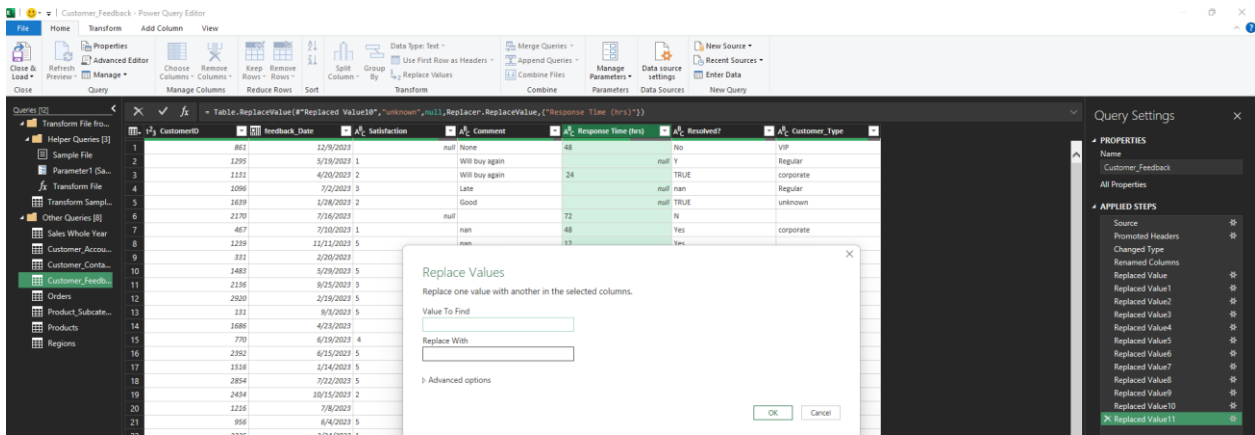 Customer_Feedback - Power Query Editor
File Home Transform Add Column View
Close & Load
Refresh Preview
Properties
Advanced Editor
Manage
Choose Columns
Remove Columns
Keep Rows
Remove Rows
Split Column
Group By
Data Type: Text
Use First Row as Headers
Replace Values
Merge Queries
Append Queries
Combine Files
Manage Parameters
Data source settings
New Source
Recent Sources
Enter Data
Close Query Manage Columns Reduce Rows Sort Transform Combine Parameters Data Sources New Query
Queries [12]
= Table.ReplaceValue(#"Replaced Value10","unknown",null,Replacer.ReplaceValue,{"Response Time (hrs)"})
Transform File fro...
Helper Queries [3]
Sample File
Parameter1 (Sa...
Transform File
Transform Sampl...
Other Queries [8]
Sales Whole Year
Customer_Accou...
Customer_Conta...
Customer_Feedb...
Orders
Product_Subcate...
Products
Regions
CustomerID feedback_Date Satisfaction Comment Response Time (hrs) Resolved? Customer_Type
1 861 12/9/2023 null None 48 No VIP
2 1295 5/19/2023 1 Will buy again null Y Regular
3 1131 4/20/2023 2 Will buy again 24 TRUE corporate
4 1096 7/2/2023 3 Late null nan Regular
5 1639 1/28/2023 2 Good null TRUE unknown
6 2170 7/16/2023 null 72 N
7 467 7/10/2023 1 nan 48 Yes corporate
8 1239 11/11/2023 5 nan 12 Yes
9 331 2/20/2023
10 1483 5/29/2023 5
11 2136 9/25/2023 3
12 2920 2/19/2023 5
13 131 9/3/2023 5
14 1686 4/23/2023
15 770 6/19/2023 4
16 2392 6/15/2023 5
17 1516 1/14/2023 5
18 2854 7/22/2023 5
19 2434 10/15/2023 2
20 1216 7/8/2023
21 956 6/4/2023 5
Replace Values
Replace one value with another in the selected columns.
Value To Find
Replace With
Advanced options
OK Cancel
Query Settings
PROPERTIES
Name
Customer_Feedback
All Properties
APPLIED STEPS
Source
Promoted Headers
Changed Type
Renamed Columns
Replaced Value
Replaced Value1
Replaced Value2
Replaced Value3
Replaced Value4
Replaced Value5
Replaced Value6
Replaced Value7
Replaced Value8
Replaced Value9
Replaced Value10
Replaced Value11